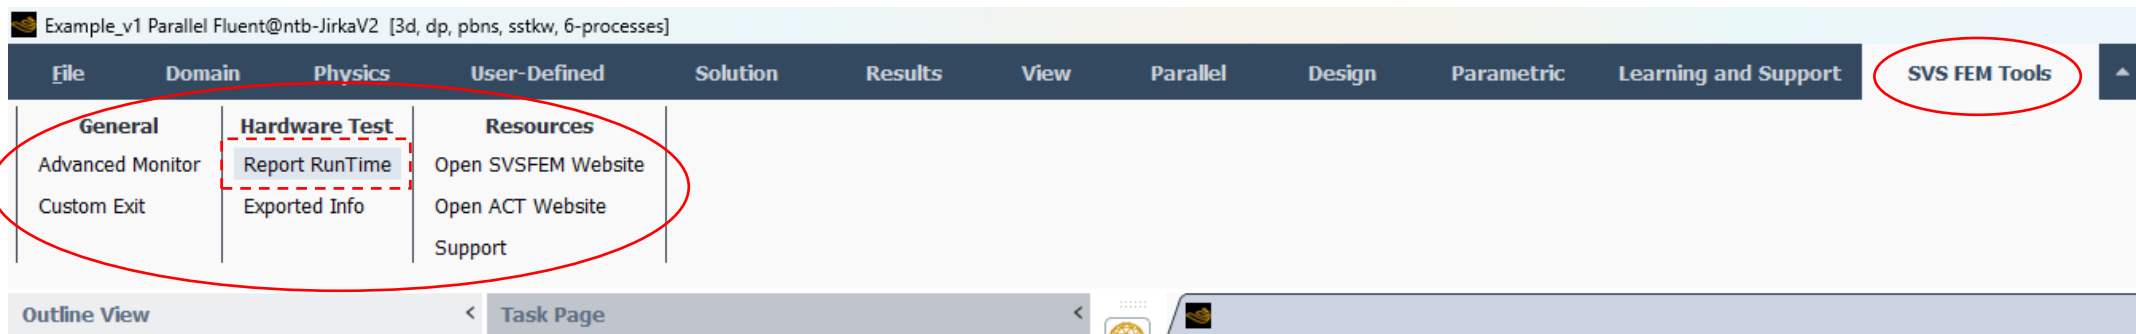 Example_v1 Parallel Fluent@ntb-JirkaV2 [3d, dp, pbns, sstkw, 6-processes]
File Domain Physics User-Defined Solution Results View Parallel Design Parametric Learning and Support SVS FEM Tools
General Hardware Test Resources
Advanced Monitor Report RunTime Open SVSFEM Website
Custom Exit Exported Info Open ACT Website
Support
Outline View Task Page